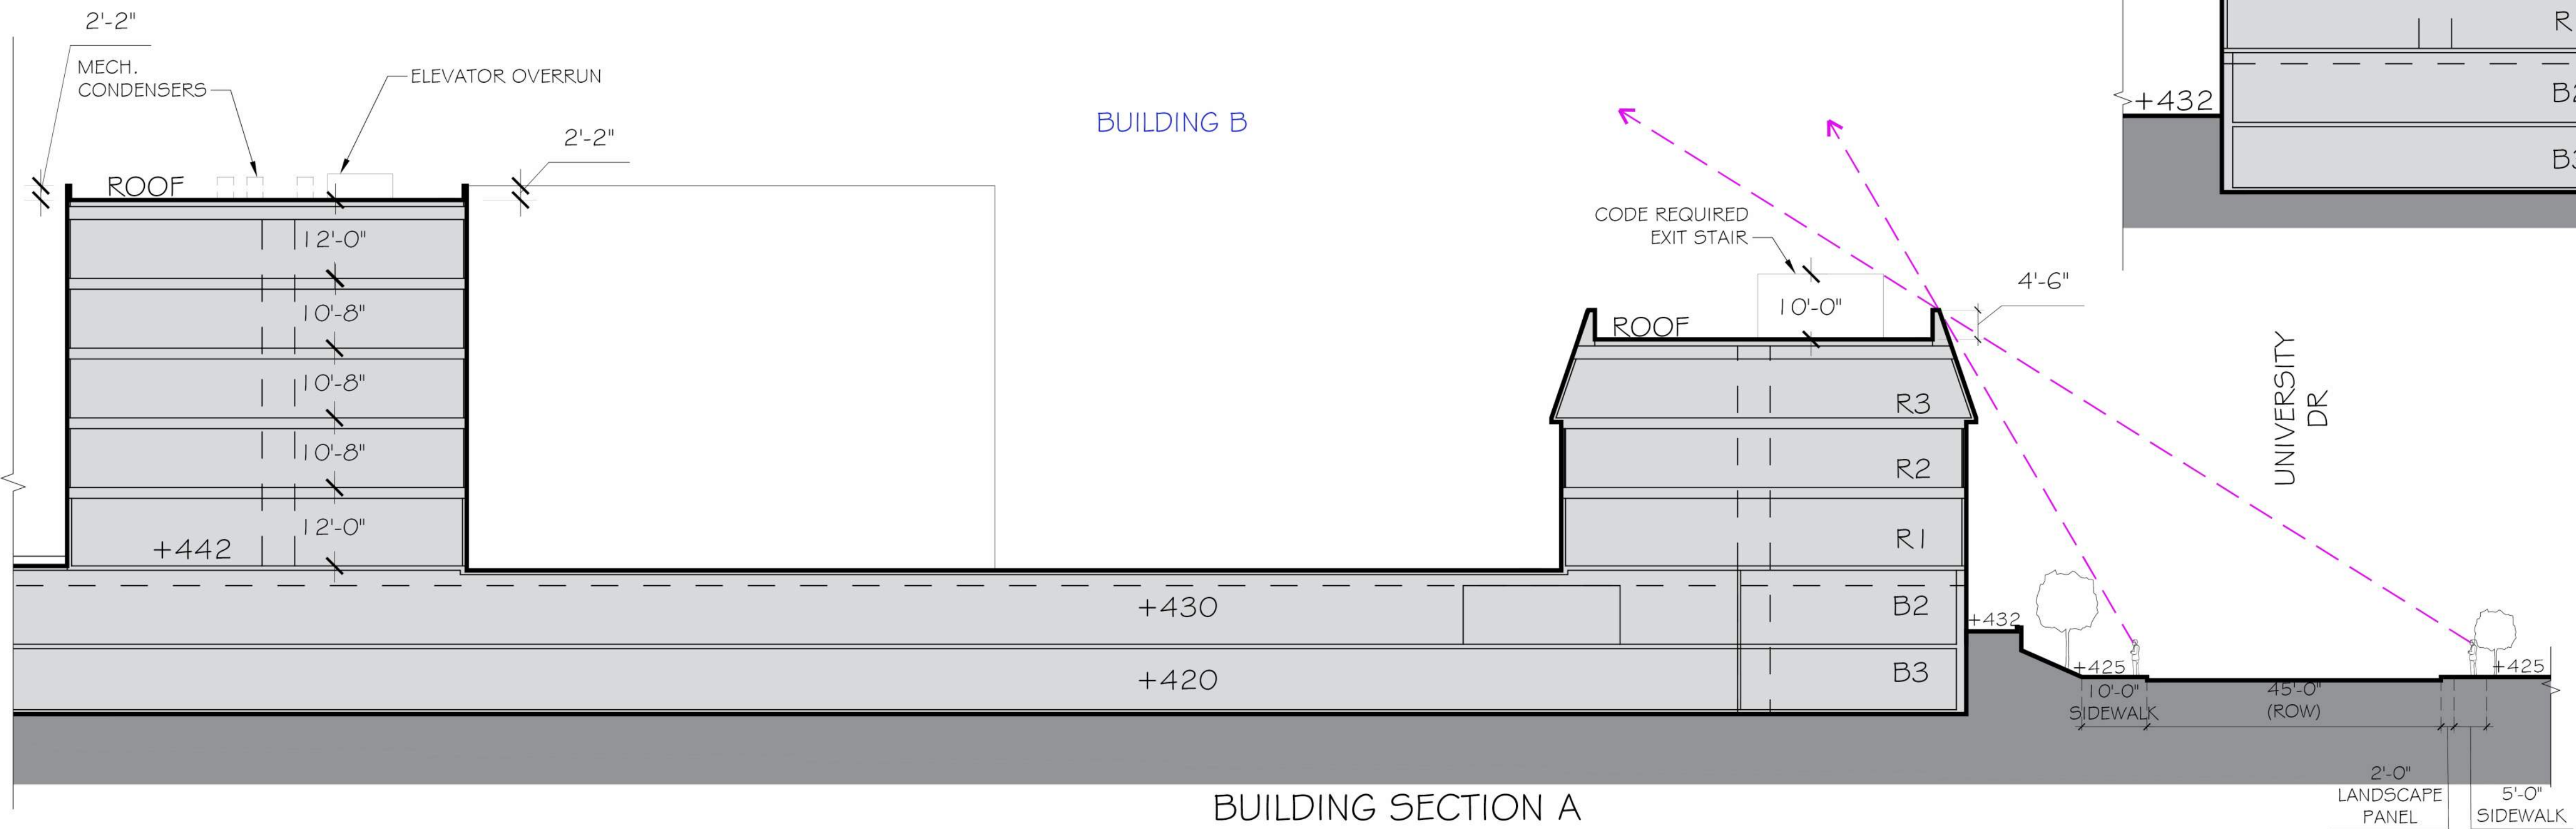 2'-2"
MECH.
CONDENSERS
ELEVATOR OVERRUN
2'-2"
BUILDING B
ROOF
12'-0"
10'-8"
10'-8"
10'-8"
12'-0"
+442
CODE REQUIRED
EXIT STAIR
10'-0"
4'-6"
ROOF
R3
R2
R1
+430
B2
+420
B3
+432
UNIVERSITY
DR
+425
10'-0"
SIDEWALK
45'-0"
(ROW)
+425
2'-0"
LANDSCAPE
PANEL
5'-0"
SIDEWALK
+432
R
BUILDING SECTION A